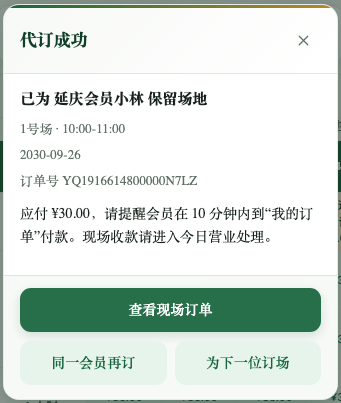 代订成功
已为 延庆会员小林 保留场地
1号场 · 10:00-11:00
2030-09-26
订单号 YQ1916614800000N7LZ
应付 ¥30.00，请提醒会员在 10 分钟内到“我的订
单”付款。现场收款请进入今日营业处理。
查看现场订单
同一会员再订
为下一位订场